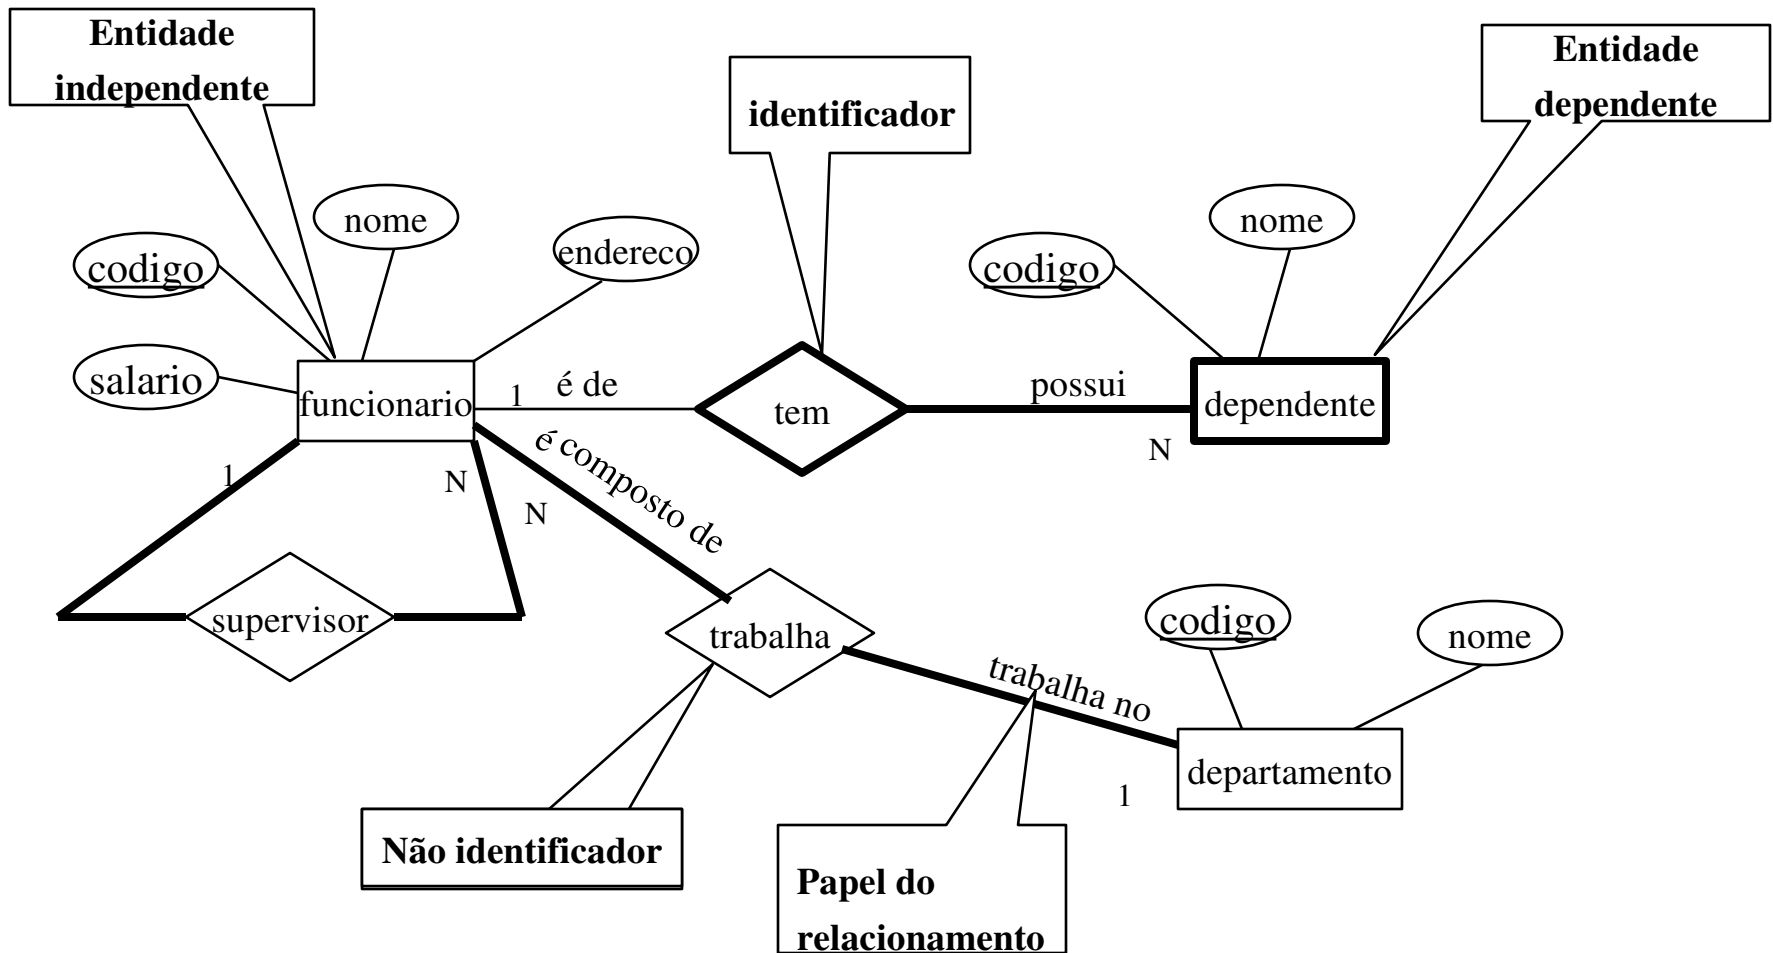 Entidade
independente
identificador
Entidade
dependente
nome
codigo
endereco
salario
nome
codigo
funcionario
1
é de
tem
possui
N
dependente
1
N
N
é composto de
supervisor
trabalha
trabalha no
codigo
nome
departamento
1
Não identificador
Papel do
relacionamento